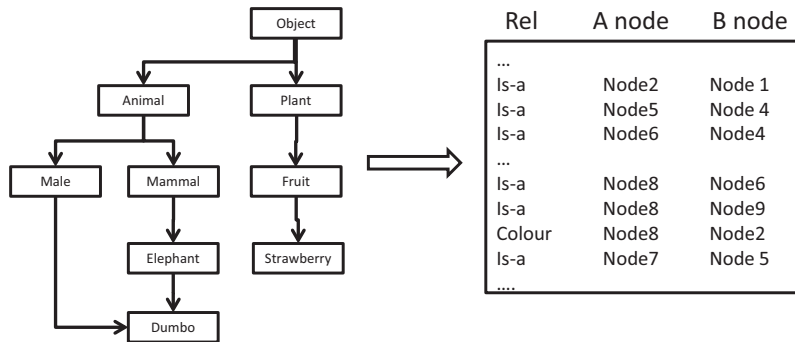 Object
Animal Plant
Male Mammal Fruit
Elephant Strawberry
Dumbo
Rel A node B node
...
Is-a Node2 Node 1
Is-a Node5 Node 4
Is-a Node6 Node4
...
Is-a Node8 Node6
Is-a Node8 Node9
Colour Node8 Node2
Is-a Node7 Node 5
....